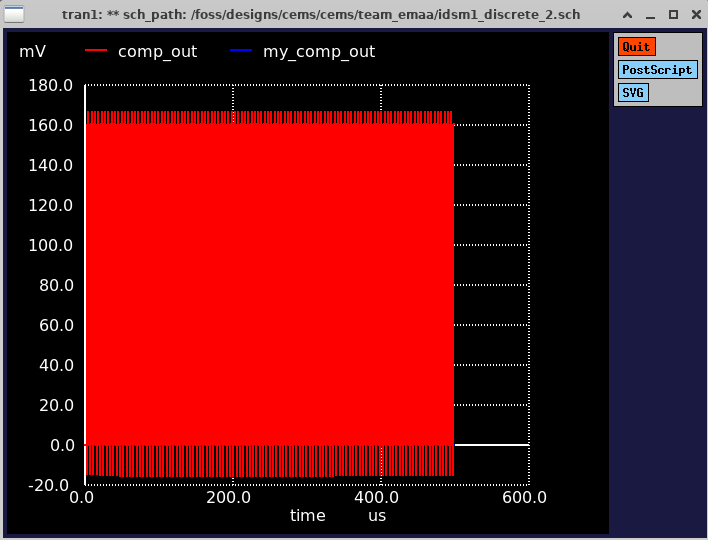 tran1: ** sch_path: /foss/designs/cems/cems/team_emaa/idsm1_discrete_2.sch
mV comp_out my_comp_out
Quit
PostScript
SVG
180.0
160.0
140.0
120.0
100.0
80.0
60.0
40.0
20.0
0.0
-20.0
0.0 200.0 400.0 600.0
time us